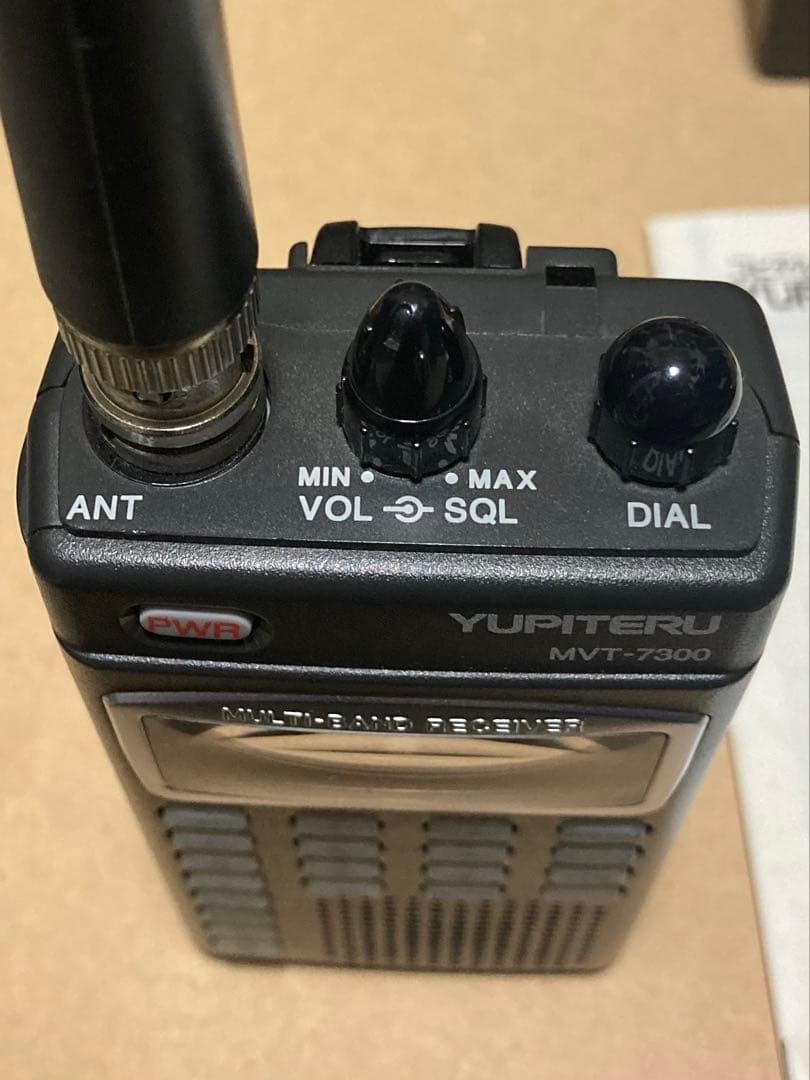 MIN • • MAX
ANT
VOL SQL
DIAL
PWR
YUPITERU
MVT-7300
MULTI-BAND RECEIVER